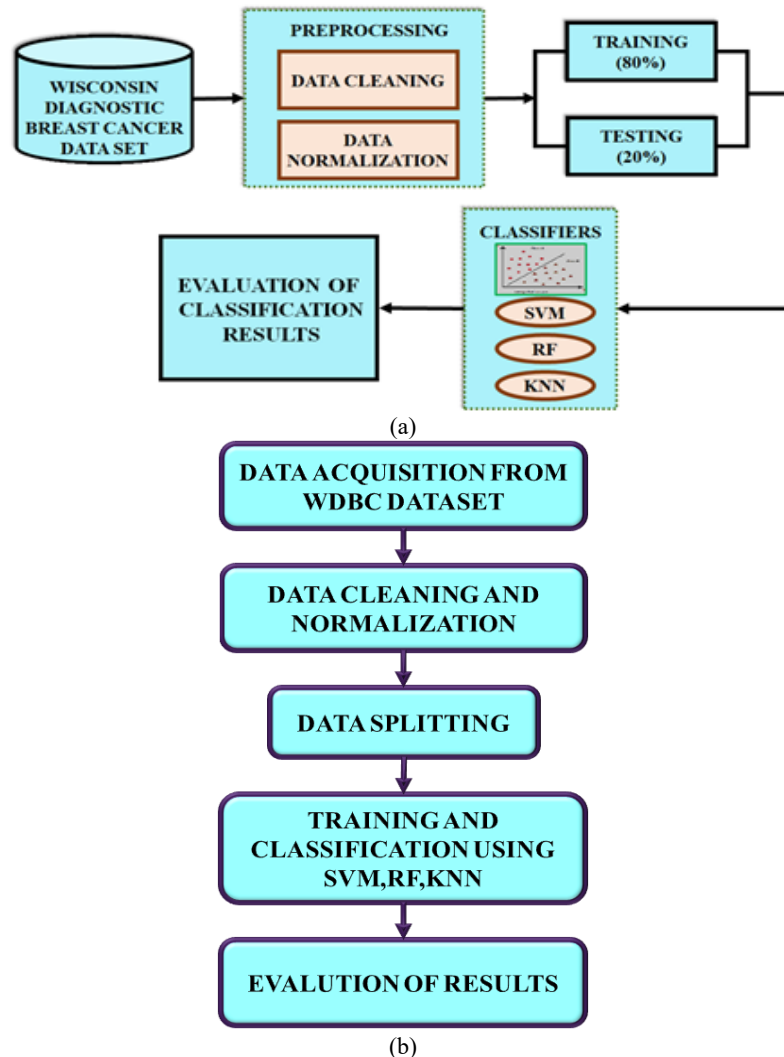 WISCONSIN
DIAGNOSTIC
BREAST CANCER
DATA SET
PREPROCESSING
DATA CLEANING
DATA
NORMALIZATION
TRAINING
(80%)
TESTING
(20%)
EVALUATION OF
CLASSIFICATION
RESULTS
CLASSIFIERS
SVM
RF
KNN
(a)
DATA ACQUISITION FROM
WDBC DATASET
DATA CLEANING AND
NORMALIZATION
DATA SPLITTING
TRAINING AND
CLASSIFICATION USING
SVM,RF,KNN
EVALUTION OF RESULTS
(b)